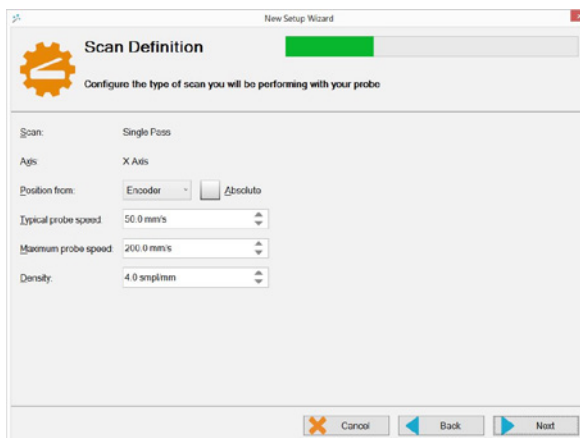 New Setup Wizard
Scan Definition
Configure the type of scan you will be performing with your probe
Scan: Single Pass
Axis: X Axis
Position from: Encoder Absolute
Typical probe speed: 50.0 mm/s
Maximum probe speed: 200.0 mm/s
Density: 4.0 smpl/mm
Cancel Back Next